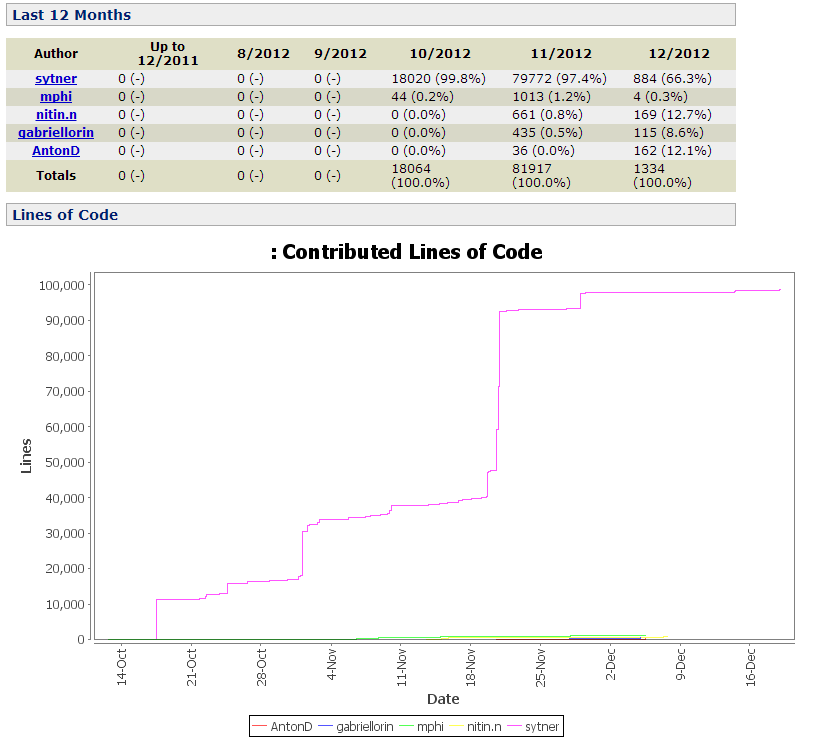 Last 12 Months
Author Up to 12/2011 8/2012 9/2012 10/2012 11/2012 12/2012
sytner 0 (-) 0 (-) 0 (-) 18020 (99.8%) 79772 (97.4%) 884 (66.3%)
mphi 0 (-) 0 (-) 0 (-) 44 (0.2%) 1013 (1.2%) 4 (0.3%)
nitin.n 0 (-) 0 (-) 0 (-) 0 (0.0%) 661 (0.8%) 169 (12.7%)
gabriellorin 0 (-) 0 (-) 0 (-) 0 (0.0%) 435 (0.5%) 115 (8.6%)
AntonD 0 (-) 0 (-) 0 (-) 0 (0.0%) 36 (0.0%) 162 (12.1%)
Totals 0 (-) 0 (-) 0 (-) 18064 (100.0%) 81917 (100.0%) 1334 (100.0%)
Lines of Code
: Contributed Lines of Code
100,000
90,000
80,000
70,000
60,000
50,000
40,000
30,000
20,000
10,000
0
Lines
14-Oct 21-Oct 28-Oct 4-Nov 11-Nov 18-Nov 25-Nov 2-Dec 9-Dec 16-Dec
Date
AntonD gabriellorin mphi nitin.n sytner